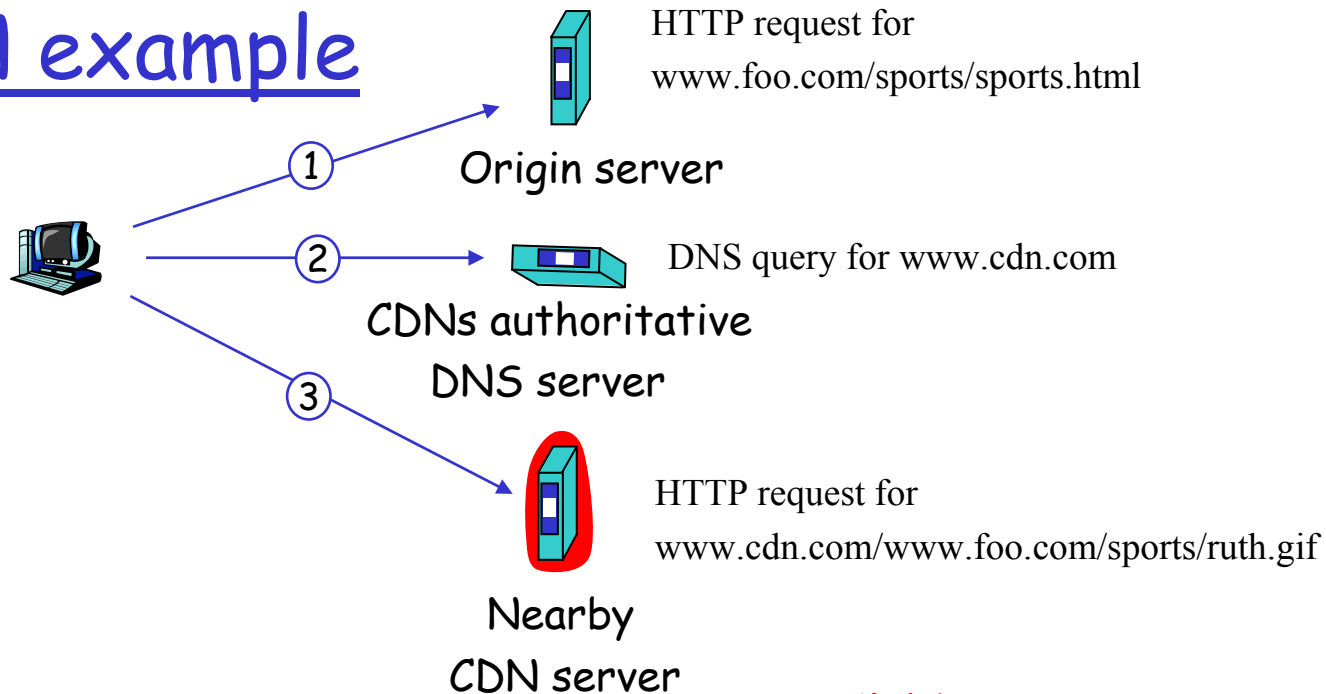 example
HTTP request for
www.foo.com/sports/sports.html
1
Origin server
2
DNS query for www.cdn.com
CDNs authoritative
DNS server
3
HTTP request for
www.cdn.com/www.foo.com/sports/ruth.gif
Nearby
CDN server